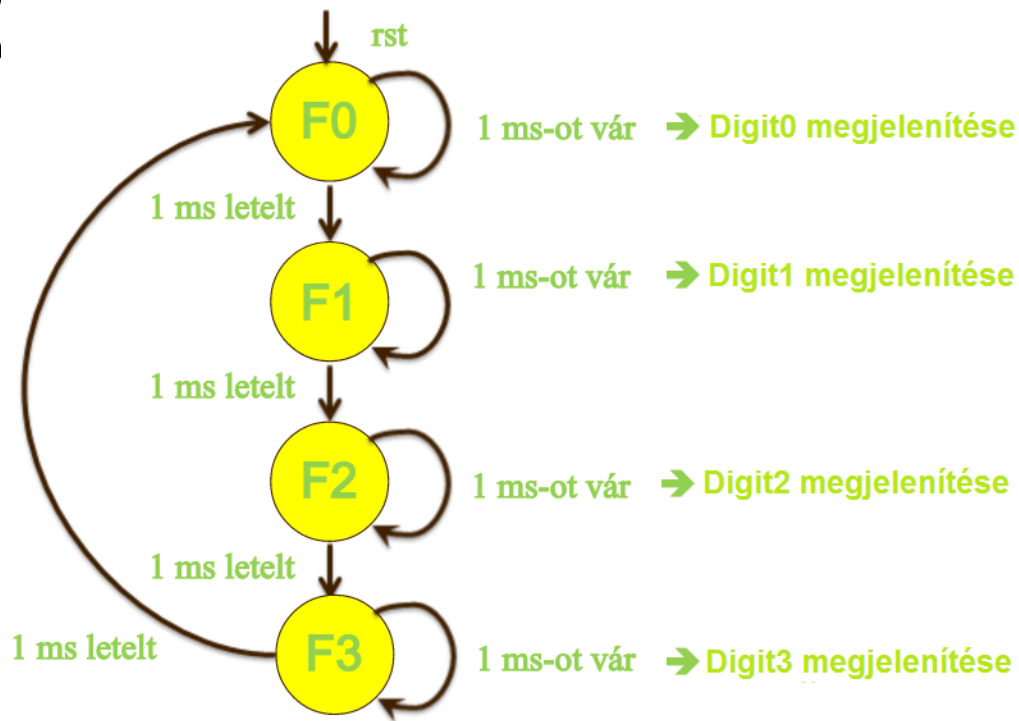 rst
F0
1 ms-ot vár ➔ Digit0 megjelenítése
1 ms letelt
F1
1 ms-ot vár ➔ Digit1 megjelenítése
1 ms letelt
F2
1 ms-ot vár ➔ Digit2 megjelenítése
1 ms letelt
1 ms letelt
F3
1 ms-ot vár ➔ Digit3 megjelenítése